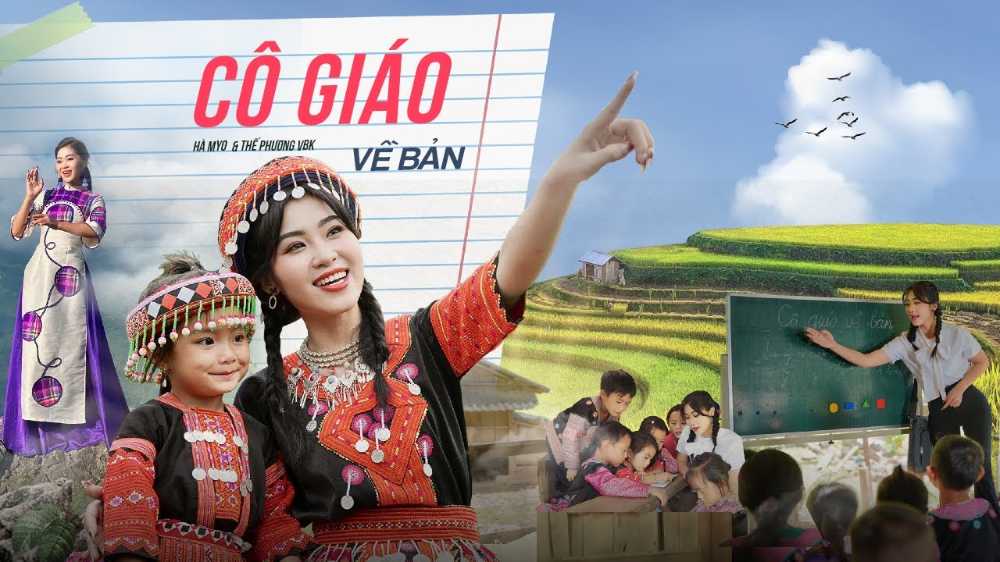 CÔ GIÁO
HÀ MYO & THẾ PHƯƠNG VBK
VỀ BẢN
Cô giáo về bản